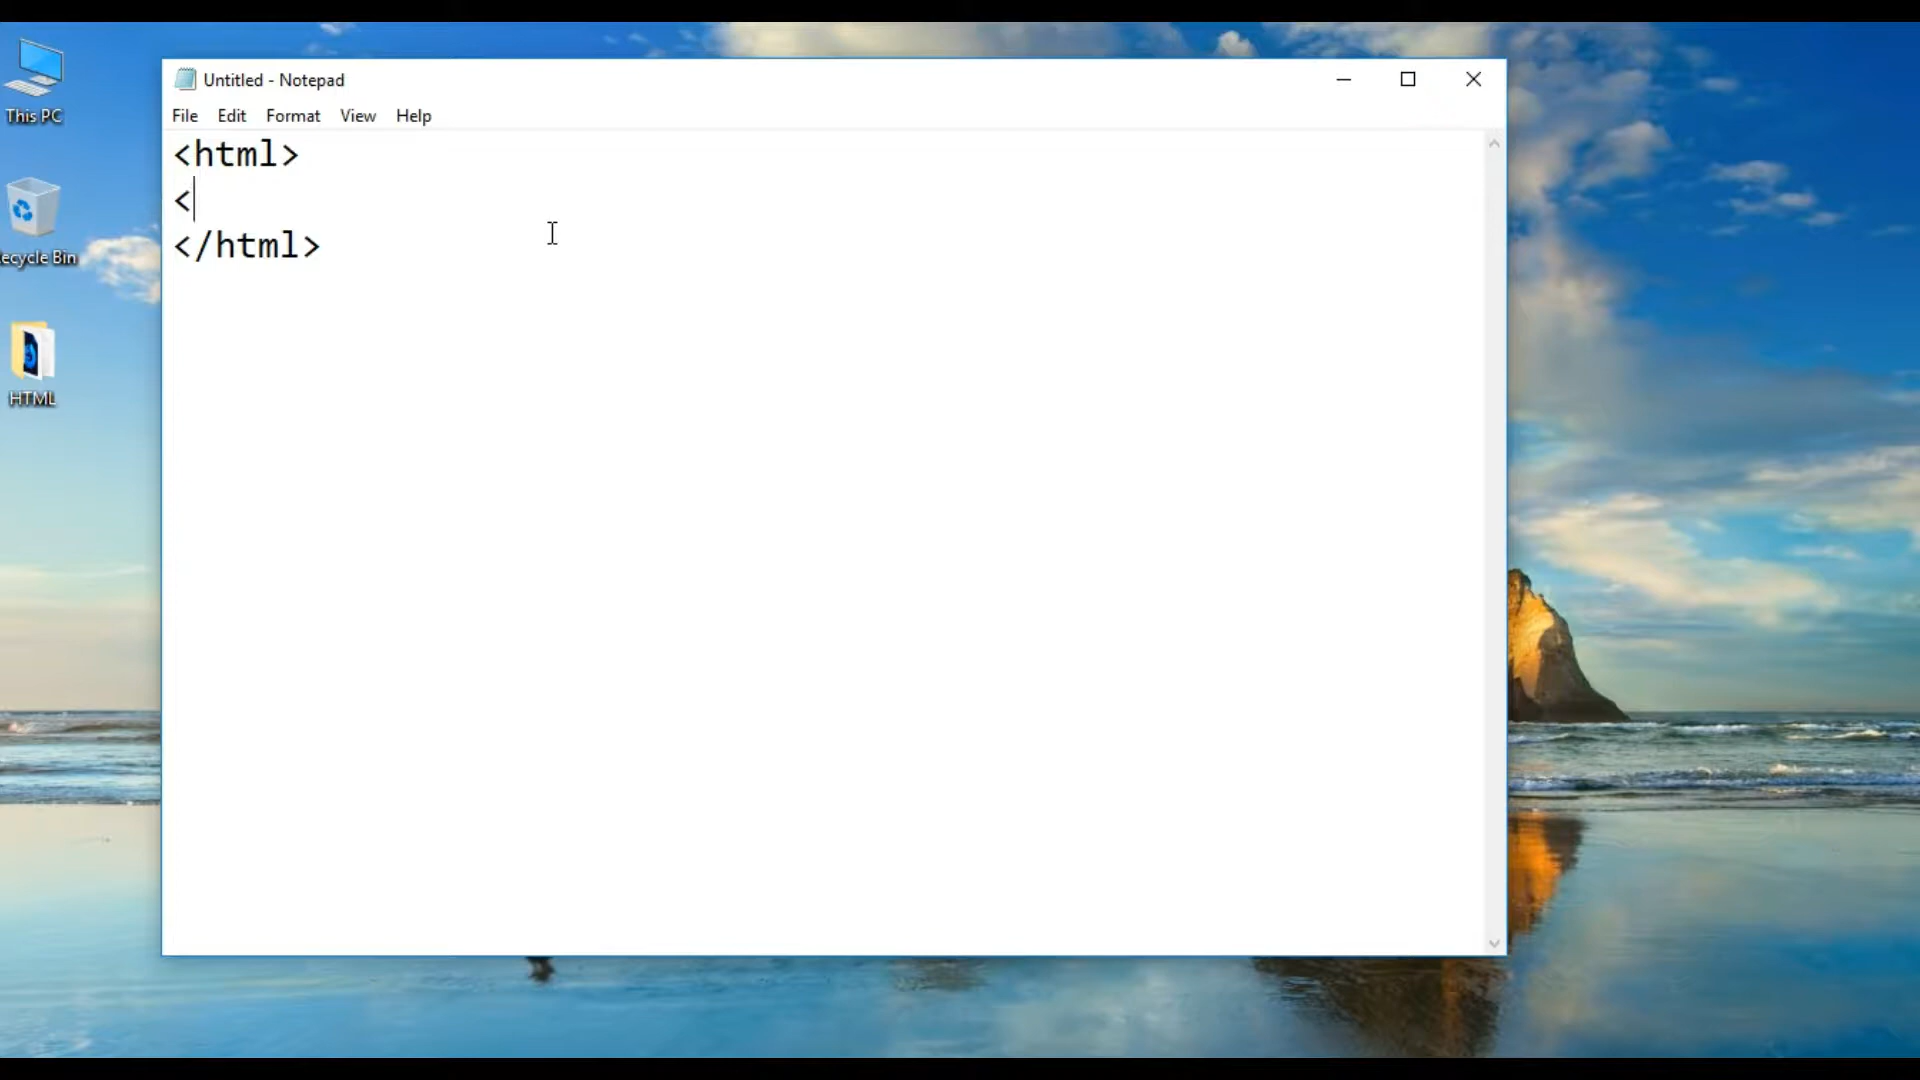 This PC
ecycle Bin
HTML
Untitled - Notepad
File Edit Format View Help
<html>
<
</html>